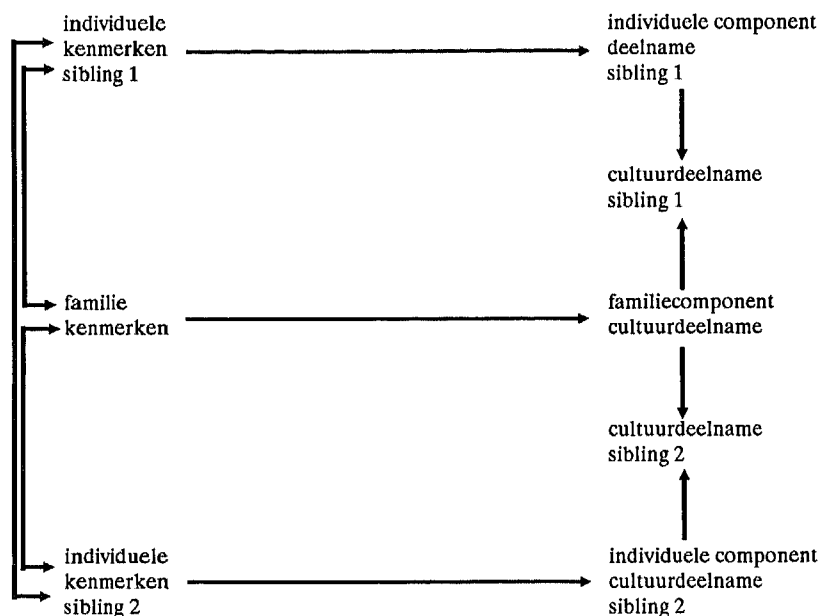 individuele
kenmerken
sibling 1
individuele component
deelname
sibling 1
cultuurdeelname
sibling 1
familie
kenmerken
familiecomponent
cultuurdeelname
cultuurdeelname
sibling 2
individuele
kenmerken
sibling 2
individuele component
cultuurdeelname
sibling 2